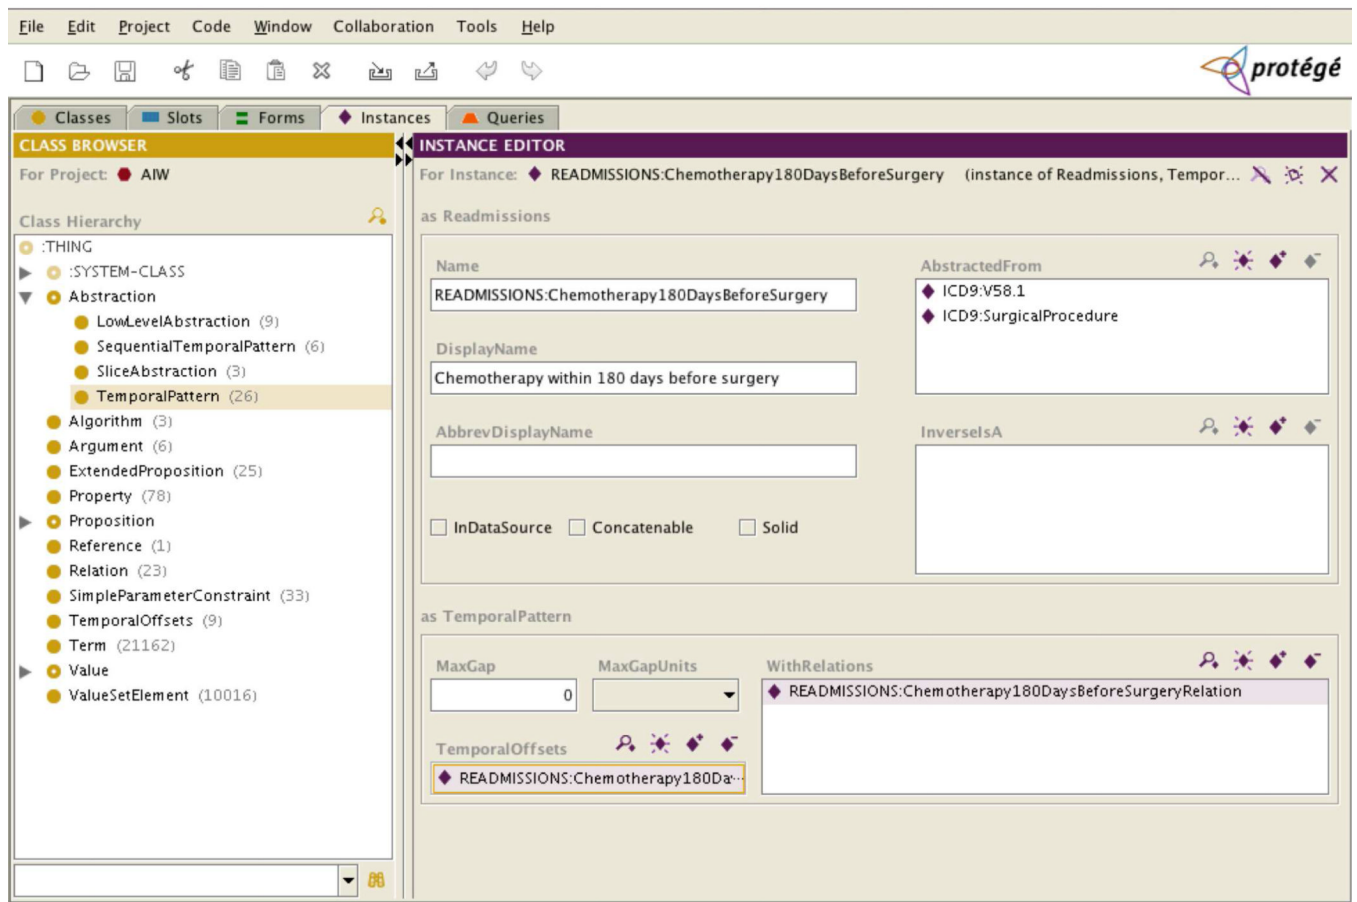 File Edit Project Code Window Collaboration Tools Help
protégé
Classes Slots Forms Instances Queries
CLASS BROWSER
For Project: AIW
Class Hierarchy
:THING
:SYSTEM-CLASS
Abstraction
LowLevelAbstraction (9)
SequentialTemporalPattern (6)
SliceAbstraction (3)
TemporalPattern (26)
Algorithm (3)
Argument (6)
ExtendedProposition (25)
Property (78)
Proposition
Reference (1)
Relation (23)
SimpleParameterConstraint (33)
TemporalOffsets (9)
Term (21162)
Value
ValueSetElement (10016)
INSTANCE EDITOR
For Instance: READMISSIONS:Chemotherapy180DaysBeforeSurgery (instance of Readmissions, Tempor...
as Readmissions
Name
READMISSIONS:Chemotherapy180DaysBeforeSurgery
DisplayName
Chemotherapy within 180 days before surgery
AbbrevDisplayName
InDataSource Concatenable Solid
AbstractedFrom
ICD9:V58.1
ICD9:SurgicalProcedure
InverseIsA
as TemporalPattern
MaxGap MaxGapUnits WithRelations
0
READMISSIONS:Chemotherapy180DaysBeforeSurgeryRelation
TemporalOffsets
READMISSIONS:Chemotherapy180Da...